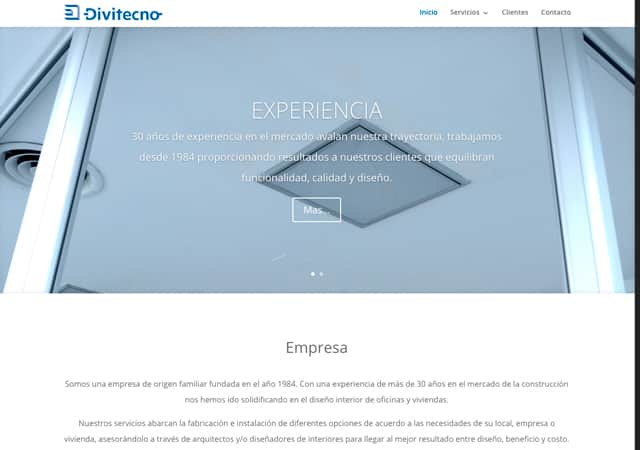 Divitecno
Inicio
Servicios
Clientes
Contacto
EXPERIENCIA
30 años de experiencia en el mercado avalan nuestra trayectoria, trabajamos
desde 1984 proporcionando resultados a nuestros clientes que equilibran
funcionalidad, calidad y diseño.
Mas...
Empresa
Somos una empresa de origen familiar fundada en el año 1984. Con una experiencia de más de 30 años en el mercado de la construcción
nos hemos ido solidificando en el diseño interior de oficinas y viviendas.
Nuestros servicios abarcan la fabricación e instalación de diferentes opciones de acuerdo a las necesidades de su local, empresa o
vivienda, asesorándolo a través de arquitectos y/o diseñadores de interiores para llegar al mejor resultado entre diseño, beneficio y costo.